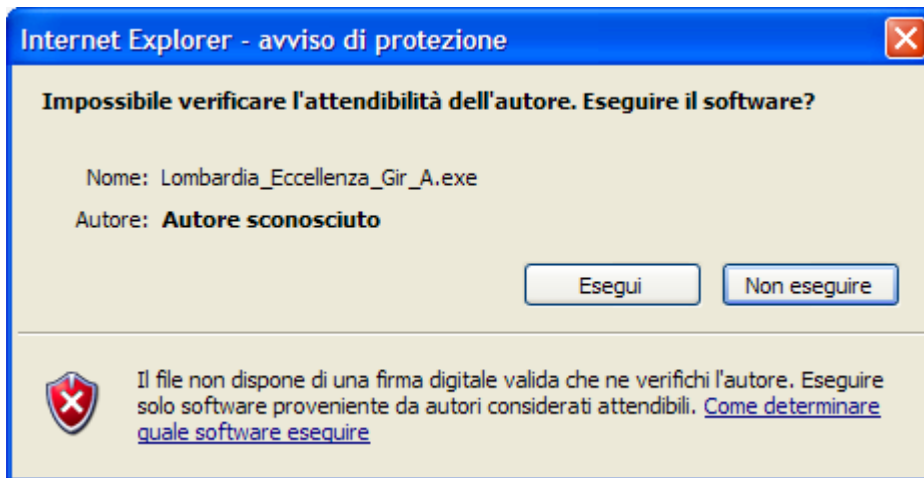 Internet Explorer - avviso di protezione
Impossibile verificare l'attendibilità dell'autore. Eseguire il software?
Nome: Lombardia_Eccellenza_Gir_A.exe
Autore: Autore sconosciuto
Esegui Non eseguire
Il file non dispone di una firma digitale valida che ne verifichi l'autore. Eseguire
solo software proveniente da autori considerati attendibili. Come determinare
quale software eseguire